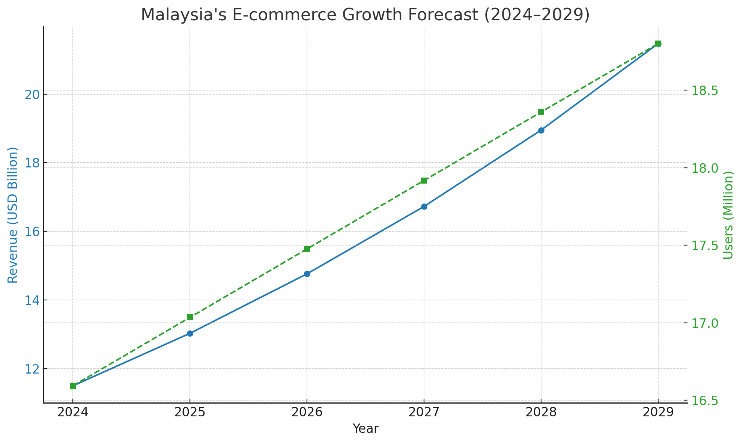 Malaysia's E-commerce Growth Forecast (2024–2029)
Revenue (USD Billion)
20
18
16
14
12
18.5
18.0
17.5
17.0
16.5
Users (Million)
2024 2025 2026 2027 2028 2029
Year